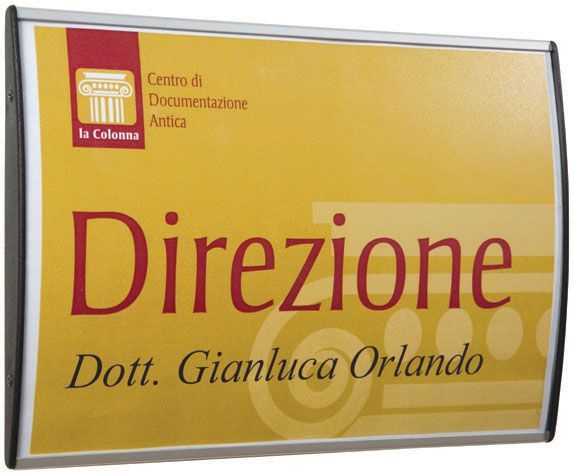 Centro di
Documentazione
Antica
la Colonna
Direzione
Dott. Gianluca Orlando